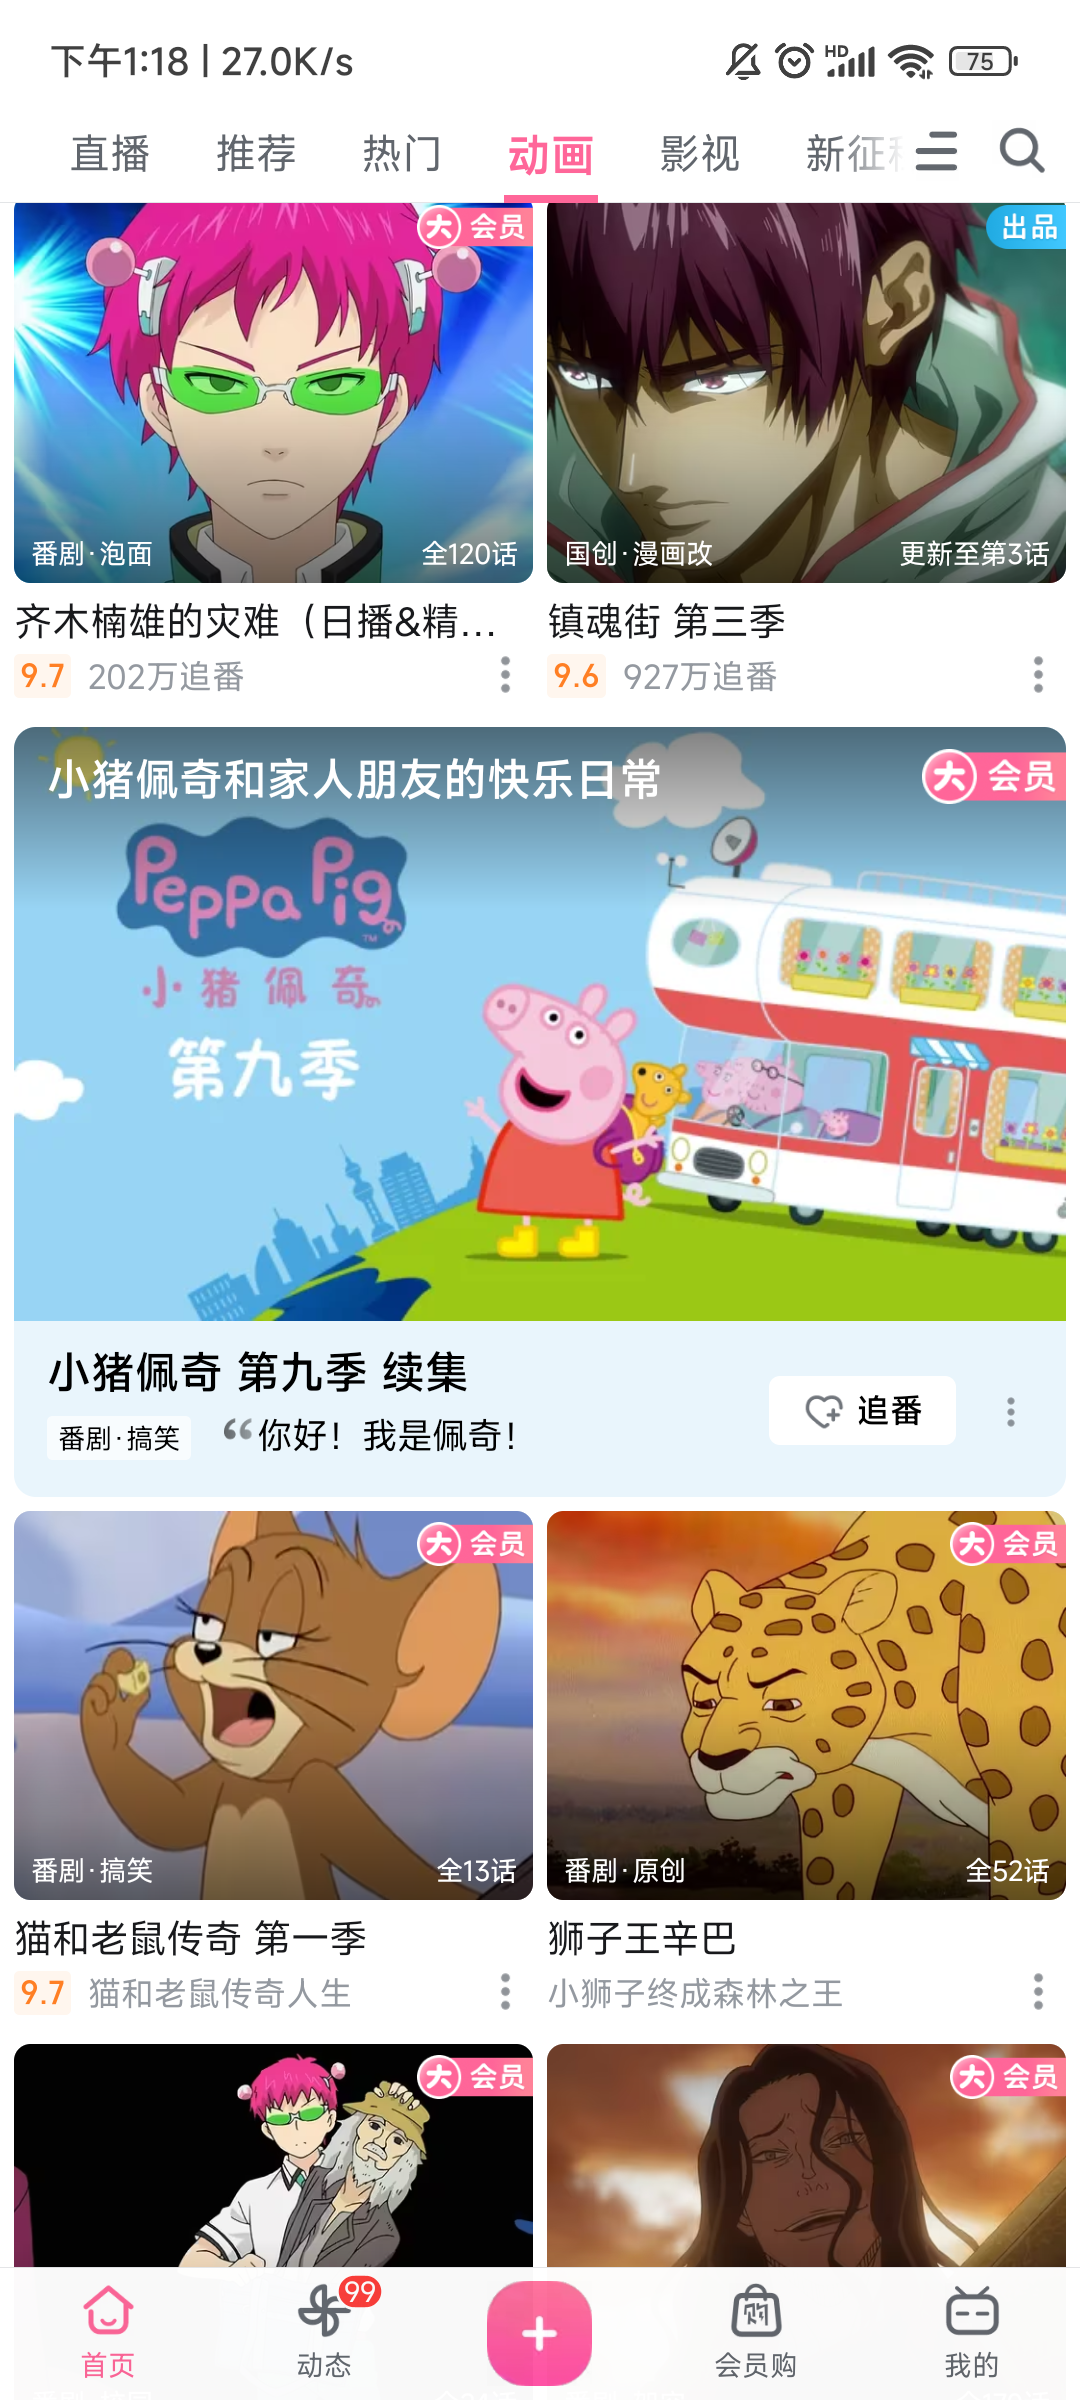 下午1:18 | 27.0K/s
HD
75
直播 推荐 热门 动画 影视 新征
大 会员
出品
番剧·泡面 全120话
国创·漫画改 更新至第3话
齐木楠雄的灾难（日播&精...
镇魂街 第三季
9.7 202万追番
9.6 927万追番
小猪佩奇和家人朋友的快乐日常
大 会员
Peppa Pig
TM
小猪佩奇
第九季
小猪佩奇 第九季 续集
追番
番剧·搞笑 “你好！我是佩奇！
大 会员
大 会员
番剧·搞笑 全13话
番剧·原创 全52话
猫和老鼠传奇 第一季
狮子王辛巴
9.7 猫和老鼠传奇人生
小狮子终成森林之王
大 会员
大 会员
99
购
首页 动态 会员购 我的